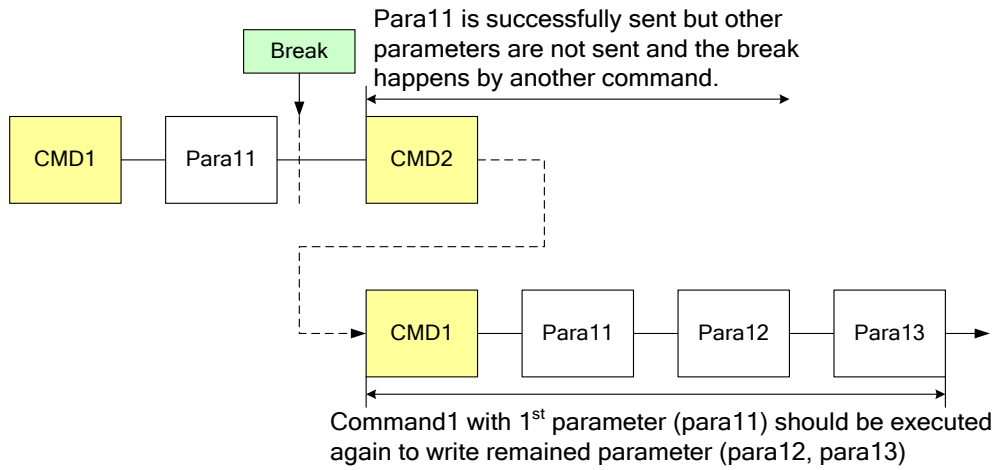 Para11 is successfully sent but other
parameters are not sent and the break
happens by another command.
Break
CMD1
Para11
CMD2
CMD1
Para11
Para12
Para13
Command1 with 1st parameter (para11) should be executed
again to write remained parameter (para12, para13)